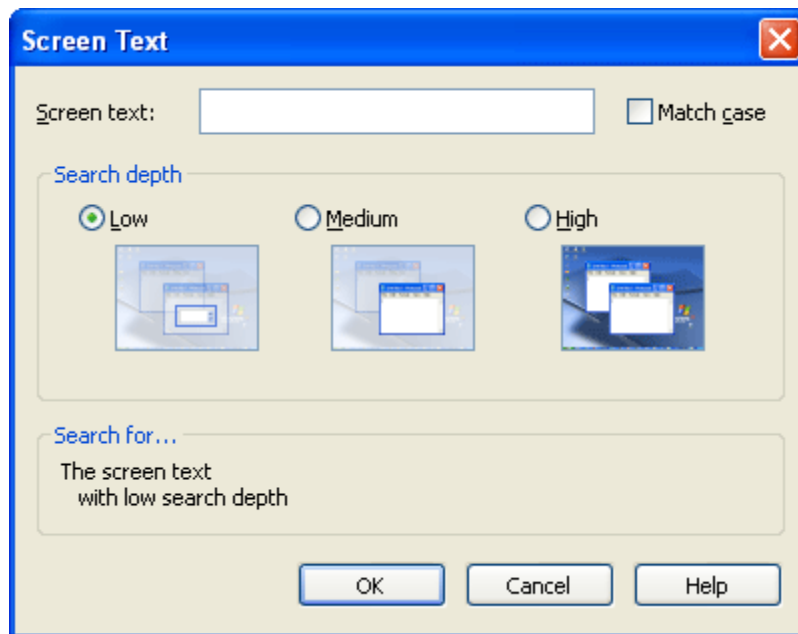 Screen Text
Screen text:
Match case
Search depth
Low
Medium
High
Search for...
The screen text
with low search depth
OK
Cancel
Help